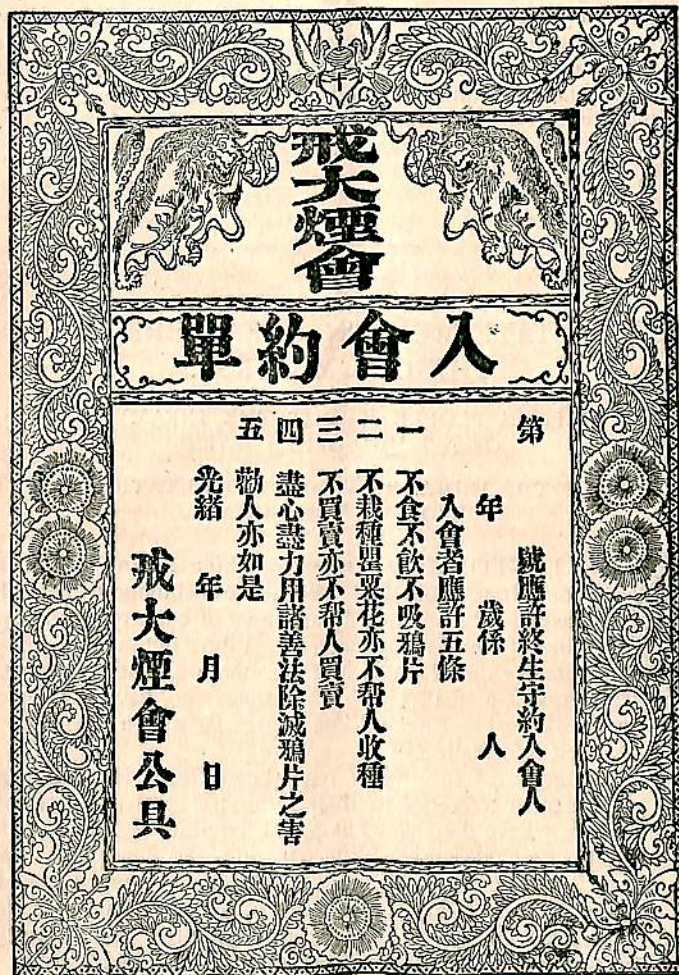 戒大煙會
入會約單
第　　號應許終生守約入會人
年　　歲係　　人
入會者應許五條
一　不食不飲不吸鴉片
二　不栽種罌粟花亦不帮人收種
三　不買賣亦不帮人買賣
四　盡心盡力用諸善法除滅鴉片之害
五　勸人亦如是
光緒　年　月　日
戒大煙會公具